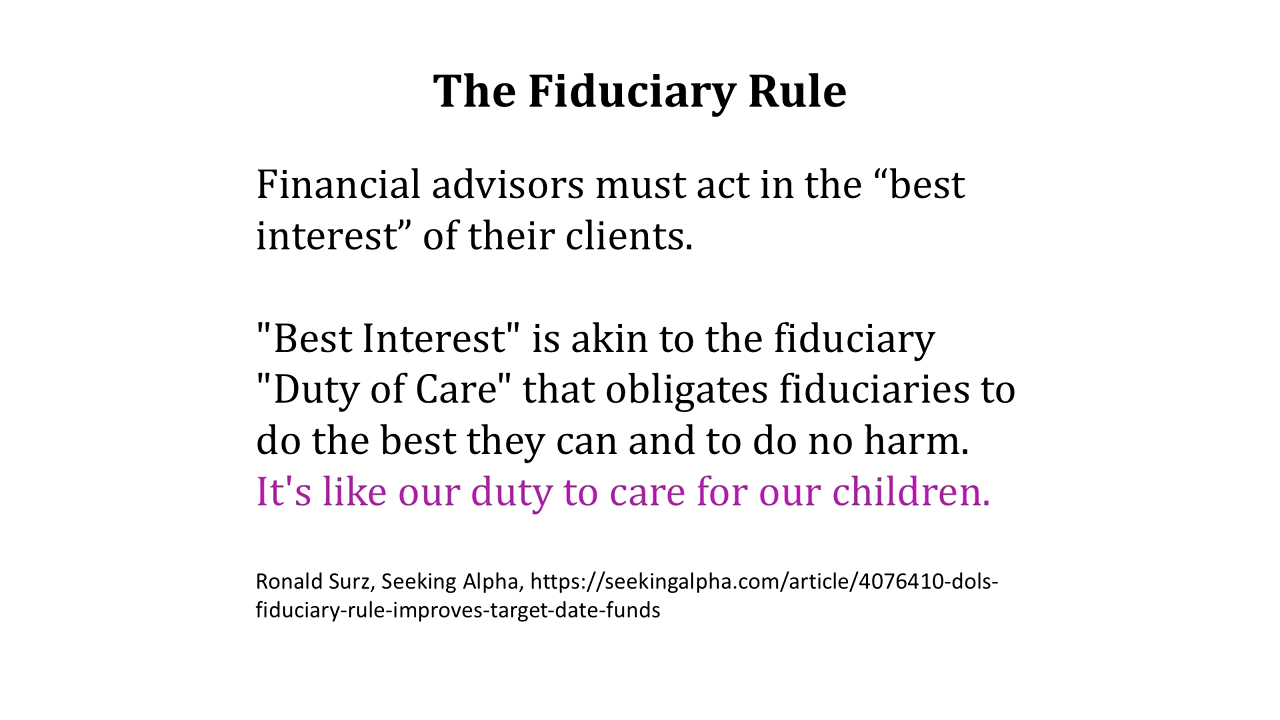 The Fiduciary Rule
Financial advisors must act in the “best
interest” of their clients.
"Best Interest" is akin to the fiduciary
"Duty of Care" that obligates fiduciaries to
do the best they can and to do no harm.
It's like our duty to care for our children.
Ronald Surz, Seeking Alpha, https://seekingalpha.com/article/4076410-dols-
fiduciary-rule-improves-target-date-funds